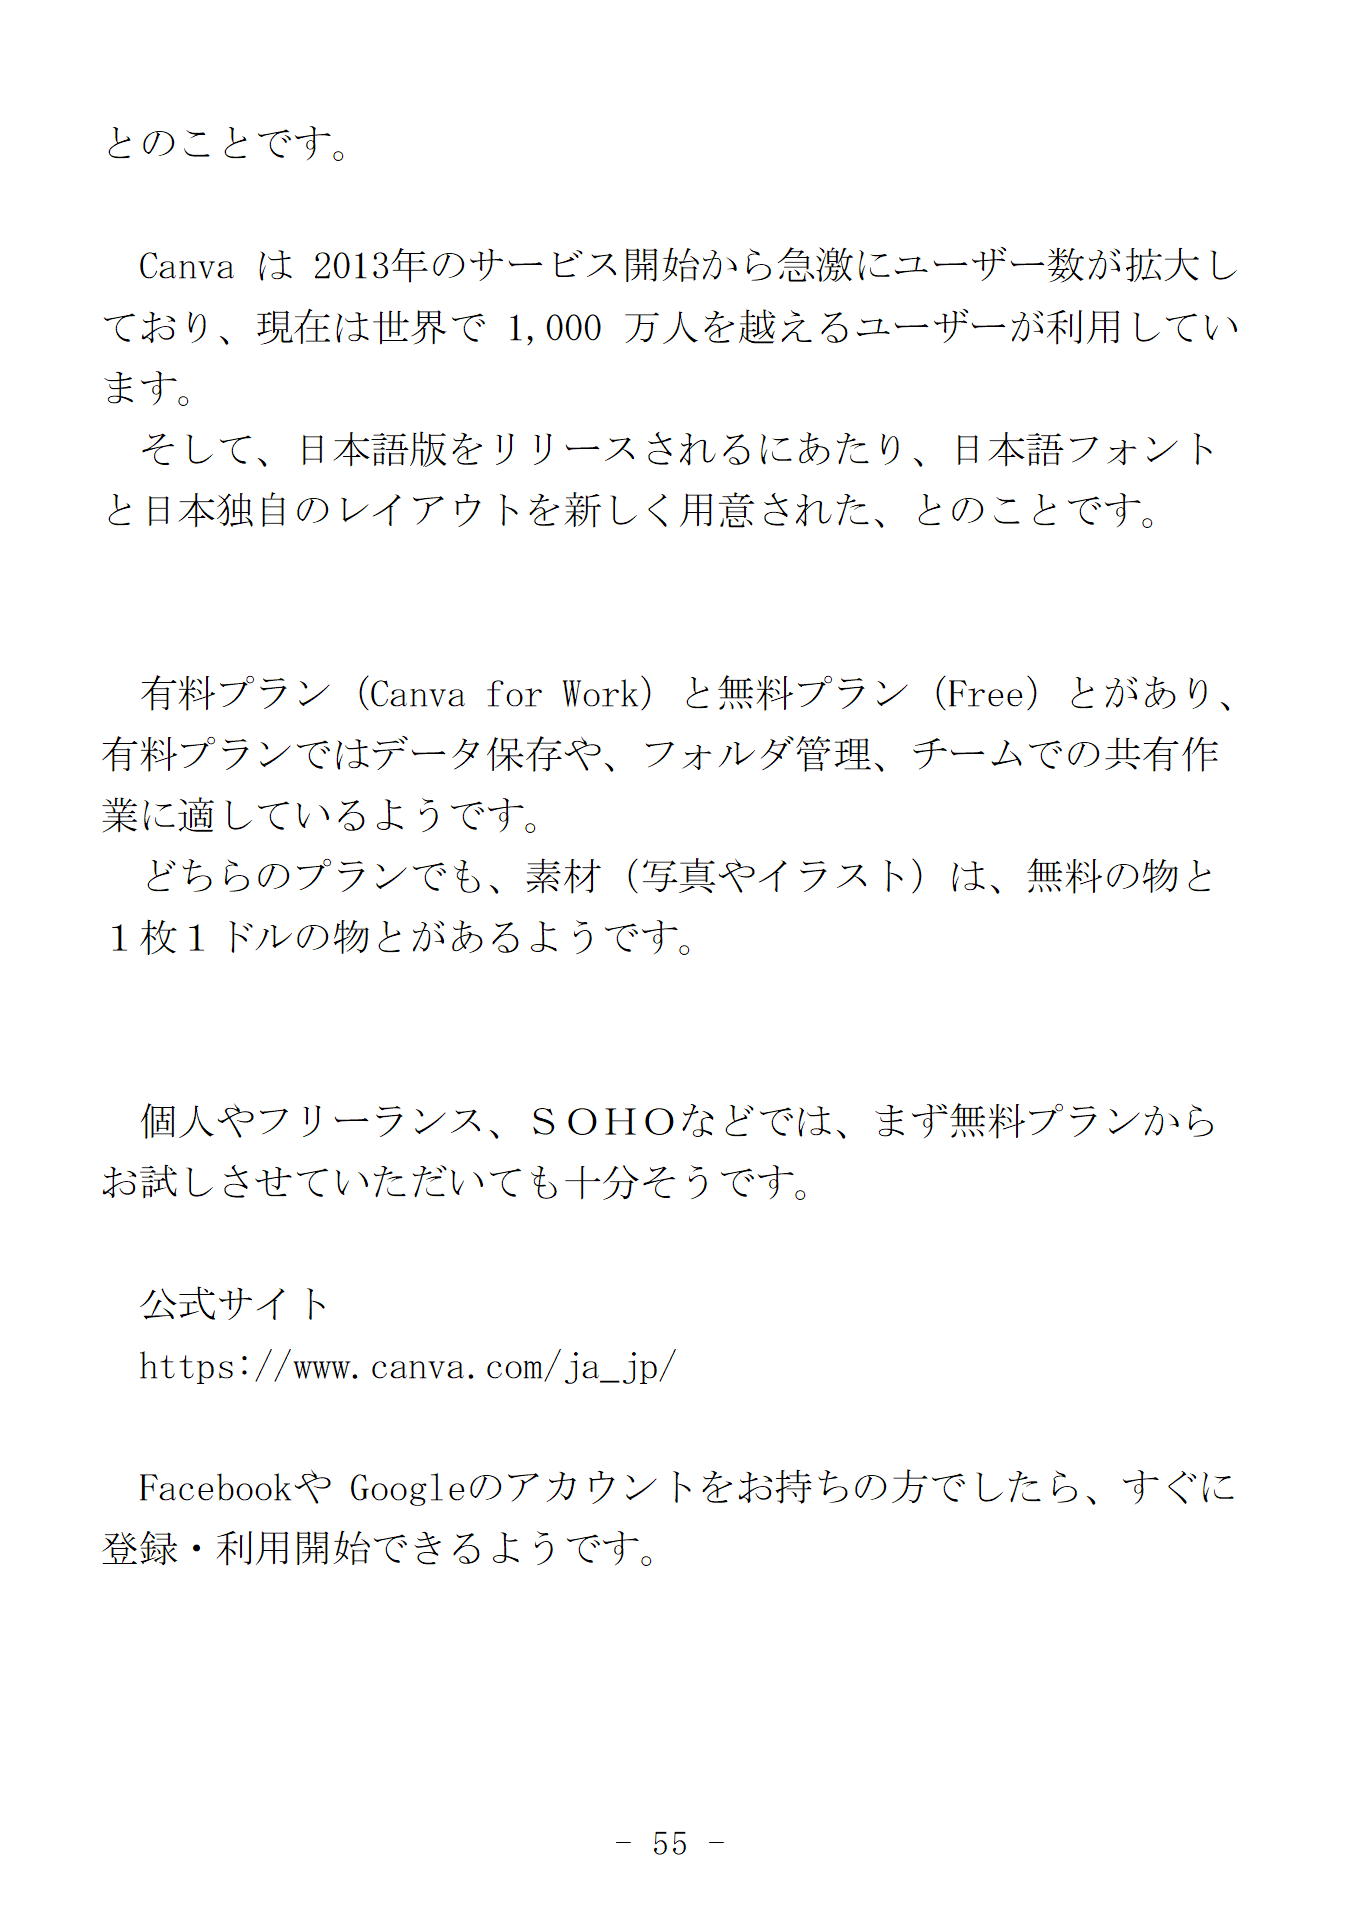 とのことです。
Canva は 2013年のサービス開始から急激にユーザー数が拡大し
ており、現在は世界で 1,000 万人を越えるユーザーが利用してい
ます。
そして、日本語版をリリースされるにあたり、日本語フォント
と日本独自のレイアウトを新しく用意された、とのことです。
有料プラン（Canva for Work）と無料プラン（Free）とがあり、
有料プランではデータ保存や、フォルダ管理、チームでの共有作
業に適しているようです。
どちらのプランでも、素材（写真やイラスト）は、無料の物と
１枚１ドルの物とがあるようです。
個人やフリーランス、ＳＯＨＯなどでは、まず無料プランから
お試しさせていただいても十分そうです。
公式サイト
https://www.canva.com/ja_jp/
Facebookや Googleのアカウントをお持ちの方でしたら、すぐに
登録・利用開始できるようです。
- 55 -